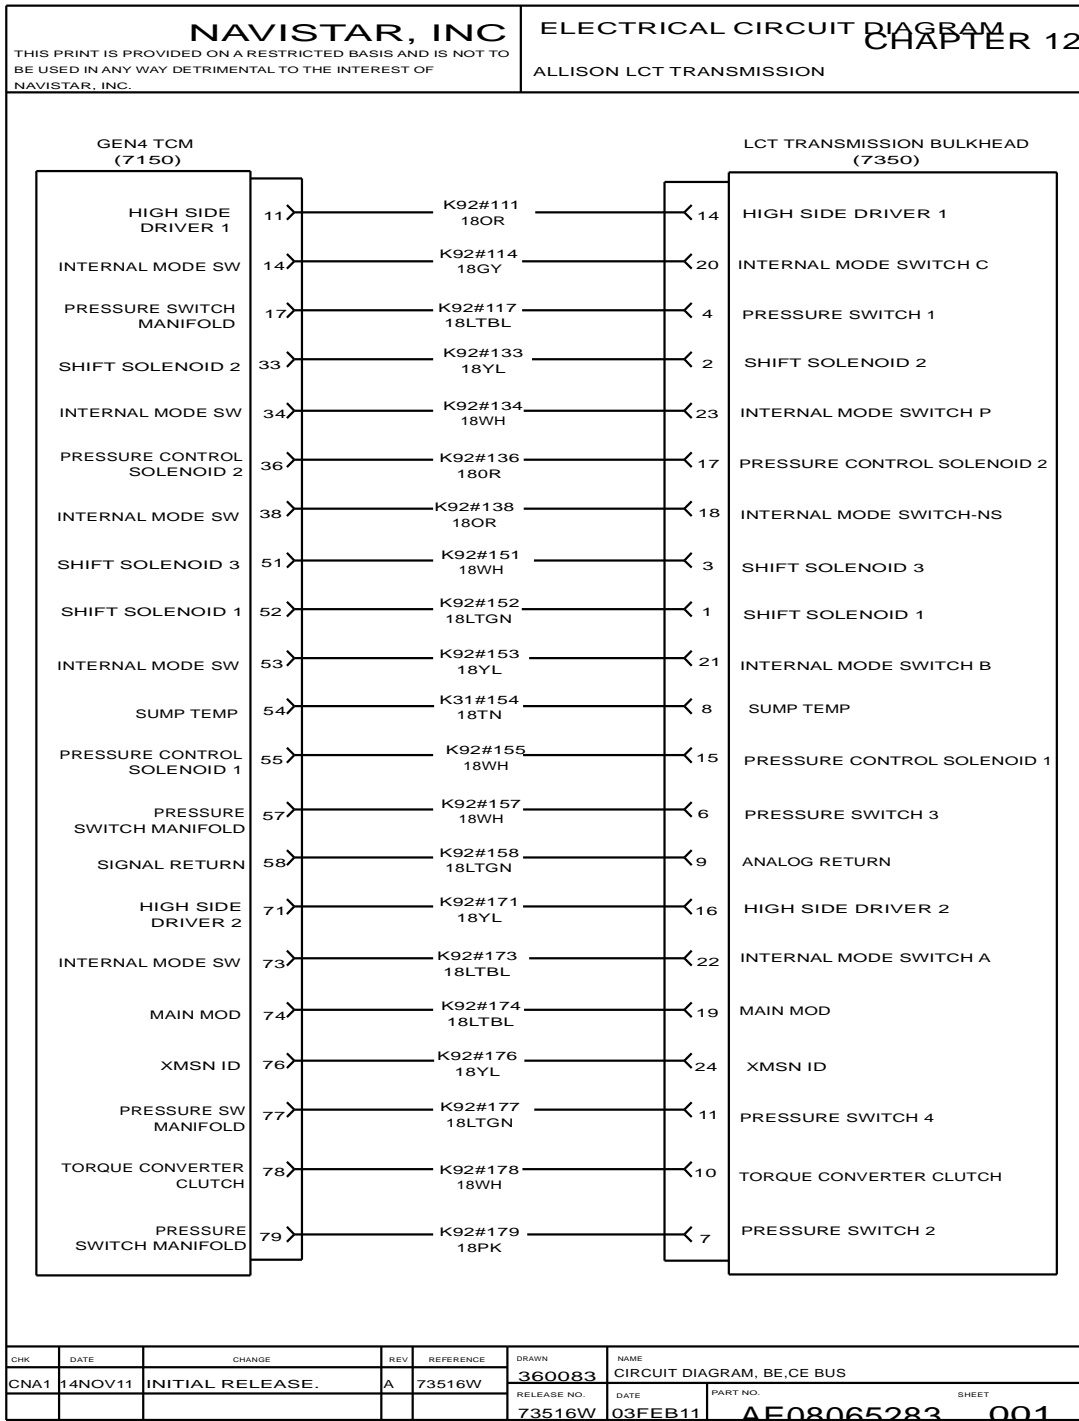 NAVISTAR, INC
THIS PRINT IS PROVIDED ON A RESTRICTED BASIS AND IS NOT TO
BE USED IN ANY WAY DETRIMENTAL TO THE INTEREST OF
NAVISTAR, INC.
ELECTRICAL CIRCUIT DIAGRAM
CHAPTER 12
ALLISON LCT TRANSMISSION
GEN4 TCM
(7150)
LCT TRANSMISSION BULKHEAD
(7350)
HIGH SIDE
DRIVER 1
11
K92#111
18OR
14
HIGH SIDE DRIVER 1
INTERNAL MODE SW
14
K92#114
18GY
20
INTERNAL MODE SWITCH C
PRESSURE SWITCH
MANIFOLD
17
K92#117
18LTBL
4
PRESSURE SWITCH 1
SHIFT SOLENOID 2
33
K92#133
18YL
2
SHIFT SOLENOID 2
INTERNAL MODE SW
34
K92#134
18WH
23
INTERNAL MODE SWITCH P
PRESSURE CONTROL
SOLENOID 2
36
K92#136
180R
17
PRESSURE CONTROL SOLENOID 2
INTERNAL MODE SW
38
K92#138
18OR
18
INTERNAL MODE SWITCH-NS
SHIFT SOLENOID 3
51
K92#151
18WH
3
SHIFT SOLENOID 3
SHIFT SOLENOID 1
52
K92#152
18LTGN
1
SHIFT SOLENOID 1
INTERNAL MODE SW
53
K92#153
18YL
21
INTERNAL MODE SWITCH B
SUMP TEMP
54
K31#154
18TN
8
SUMP TEMP
PRESSURE CONTROL
SOLENOID 1
55
K92#155
18WH
15
PRESSURE CONTROL SOLENOID 1
PRESSURE
SWITCH MANIFOLD
57
K92#157
18WH
6
PRESSURE SWITCH 3
SIGNAL RETURN
58
K92#158
18LTGN
9
ANALOG RETURN
HIGH SIDE
DRIVER 2
71
K92#171
18YL
16
HIGH SIDE DRIVER 2
INTERNAL MODE SW
73
K92#173
18LTBL
22
INTERNAL MODE SWITCH A
MAIN MOD
74
K92#174
18LTBL
19
MAIN MOD
XMSN ID
76
K92#176
18YL
24
XMSN ID
PRESSURE SW
MANIFOLD
77
K92#177
18LTGN
11
PRESSURE SWITCH 4
TORQUE CONVERTER
CLUTCH
78
K92#178
18WH
10
TORQUE CONVERTER CLUTCH
PRESSURE
SWITCH MANIFOLD
79
K92#179
18PK
7
PRESSURE SWITCH 2
CHK DATE CHANGE REV REFERENCE
CNA1 14NOV11 INITIAL RELEASE. A 73516W
DRAWN
360083
NAME
CIRCUIT DIAGRAM, BE,CE BUS
RELEASE NO. DATE PART NO. SHEET
73516W 03FEB11 AE08065283 001